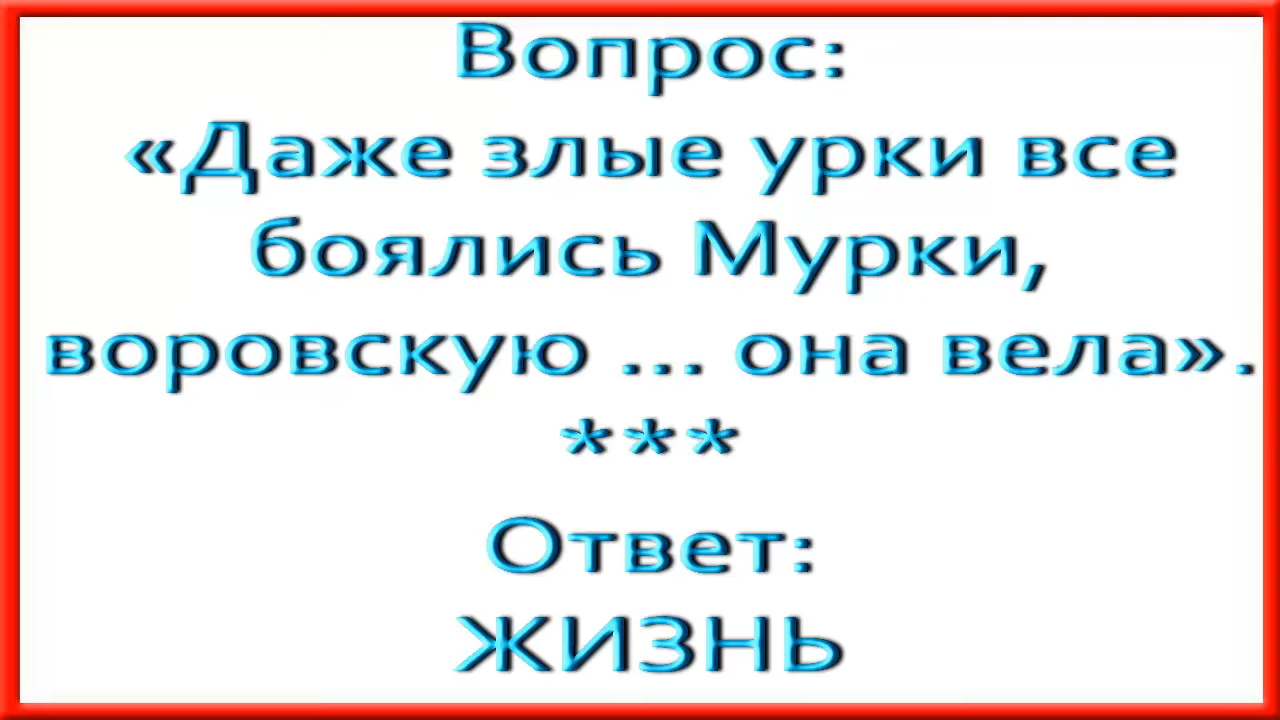 Вопрос:
«Даже злые урки все
боялись Мурки,
воровскую ... она вела».
***
Ответ:
ЖИЗНЬ